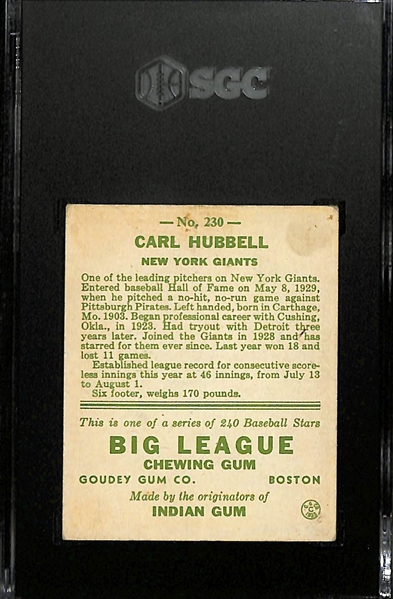 SGC
— No. 230 —
CARL HUBBELL
NEW YORK GIANTS
One of the leading pitchers on New York Giants.
Entered baseball Hall of Fame on May 8, 1929,
when he pitched a no-hit, no-run game against
Pittsburgh Pirates. Left handed, born in Carthage,
Mo. 1903. Began professional career with Cushing,
Okla., in 1923. Had tryout with Detroit three
years later. Joined the Giants in 1928 and has
starred for them ever since. Last year won 18 and
lost 11 games.
Established league record for consecutive score-
less innings this year at 46 innings, from July 13
to August 1.
Six footer, weighs 170 pounds.
This is one of a series of 240 Baseball Stars
BIG LEAGUE
CHEWING GUM
GOUDEY GUM CO. BOSTON
Made by the originators of
INDIAN GUM